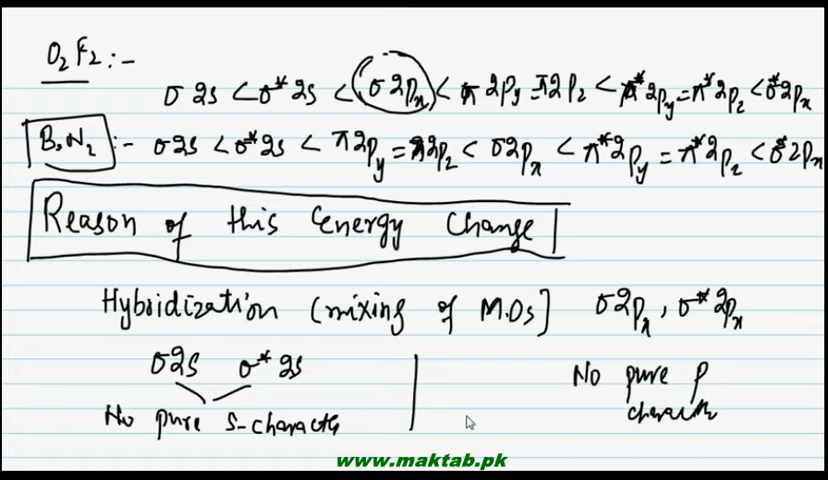 O2F2:-
σ2s < σ*2s < σ2px < π2py = π2pz < π*2py = π*2pz < σ*2px
B,N2 :- σ2s < σ*2s < π2py = π2pz < σ2px < π*2py = π*2pz < σ*2px
Reason of this Energy Change
Hybridization (mixing of M.Os] σ2px, σ*2px
σ2s σ*2s
No pure s-character
No pure p
character
www.maktab.pk